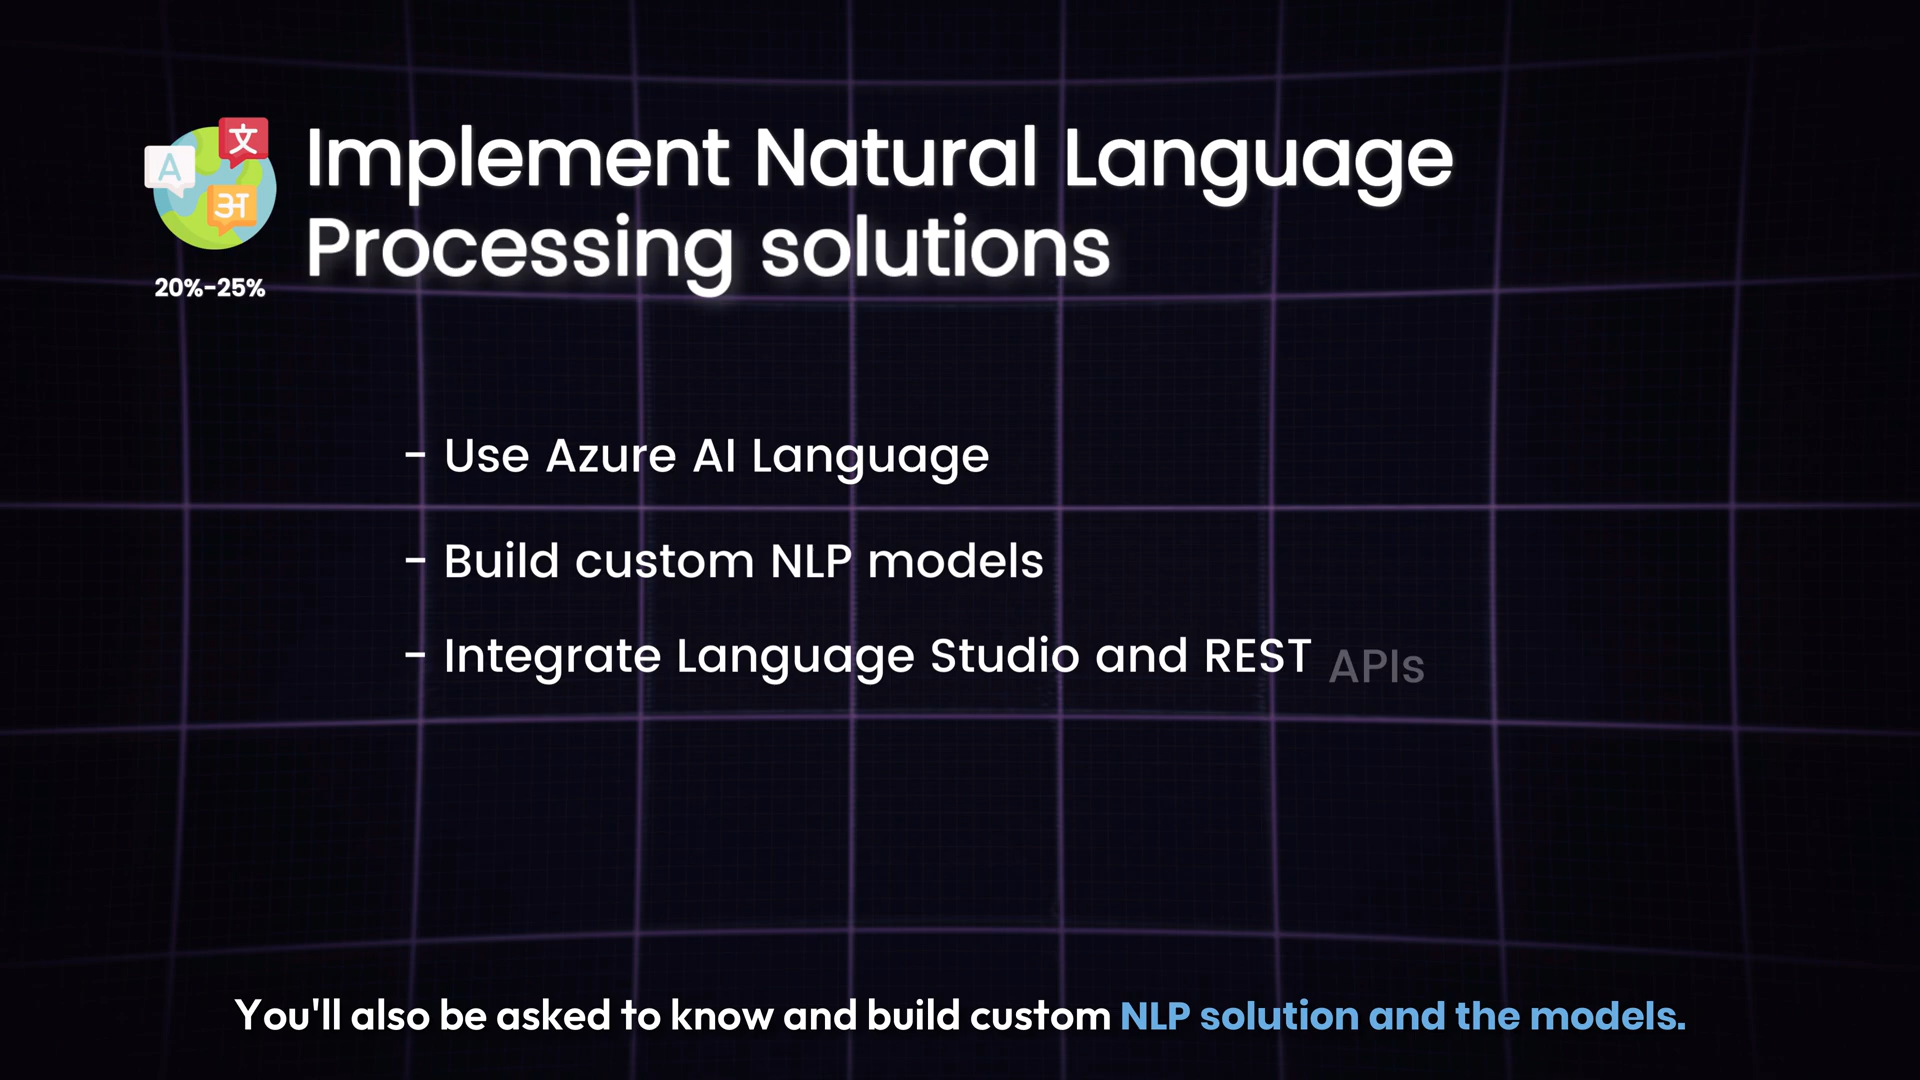 A
文
अ
20%-25%
Implement Natural Language
Processing solutions
- Use Azure AI Language
- Build custom NLP models
- Integrate Language Studio and REST APIs
You'll also be asked to know and build custom NLP solution and the models.